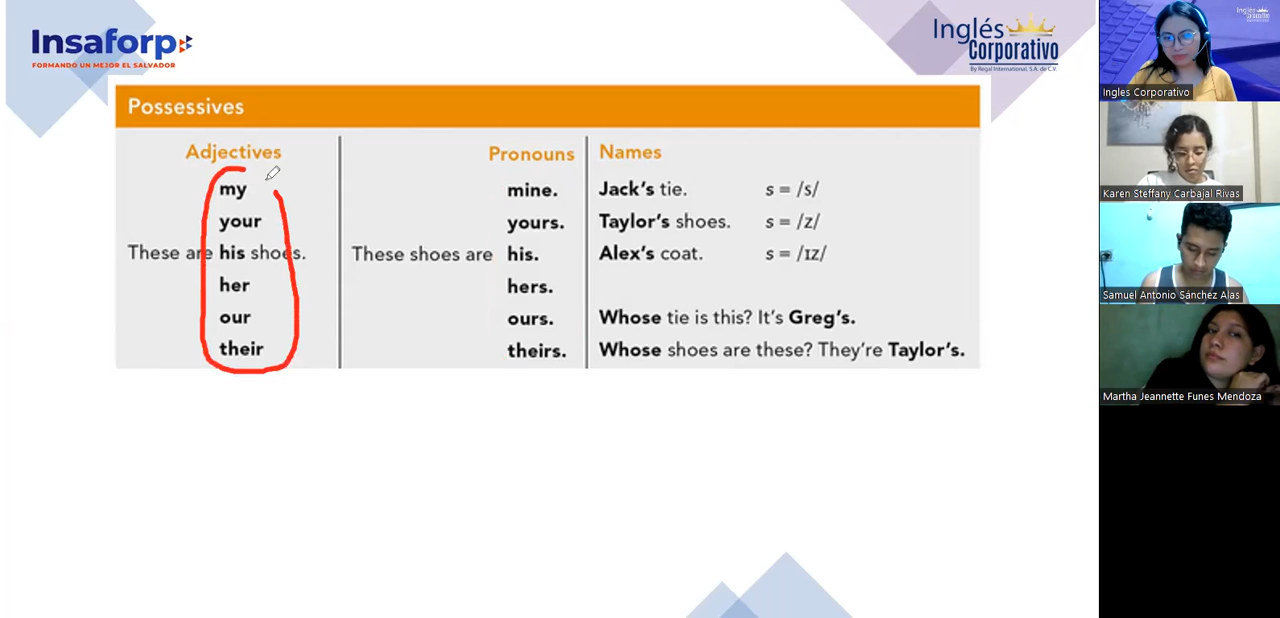 Insaforp
FORMANDO UN MEJOR EL SALVADOR
Inglés
Corporativo
By Regal International, S.A. de C.V.
Possessives
Adjectives
my
your
These are his shoes.
her
our
their
Pronouns
mine.
yours.
These shoes are his.
hers.
ours.
theirs.
Names
Jack's tie. s = /s/
Taylor's shoes. s = /z/
Alex's coat. s = /ɪz/
Whose tie is this? It's Greg's.
Whose shoes are these? They're Taylor's.
Ingles Corporativo
Karen Steffany Carbajal Rivas
Samuel Antonio Sánchez Alas
Martha Jeannette Funes Mendoza